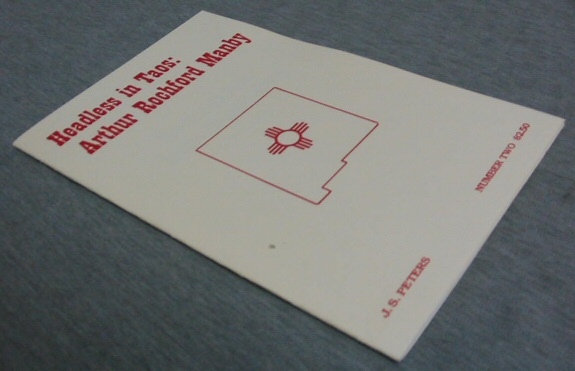 Headless in Taos:
Arthur Rochford Manby
NUMBER TWO $2.50
J. S. PETERS